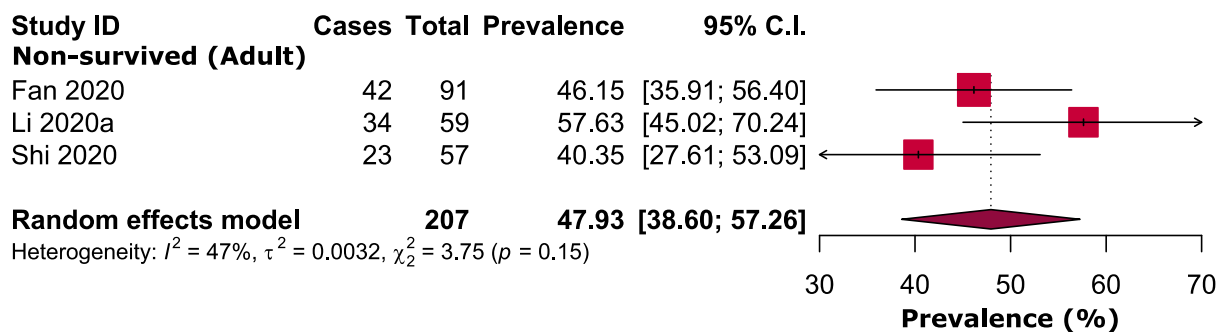 Study ID Cases Total Prevalence 95% C.I.
Non-survived (Adult)
Fan 2020 42 91 46.15 [35.91; 56.40]
Li 2020a 34 59 57.63 [45.02; 70.24]
Shi 2020 23 57 40.35 [27.61; 53.09]
Random effects model 207 47.93 [38.60; 57.26]
Heterogeneity: I² = 47%, τ² = 0.0032, χ²₂ = 3.75 (p = 0.15)
30 40 50 60 70
Prevalence (%)